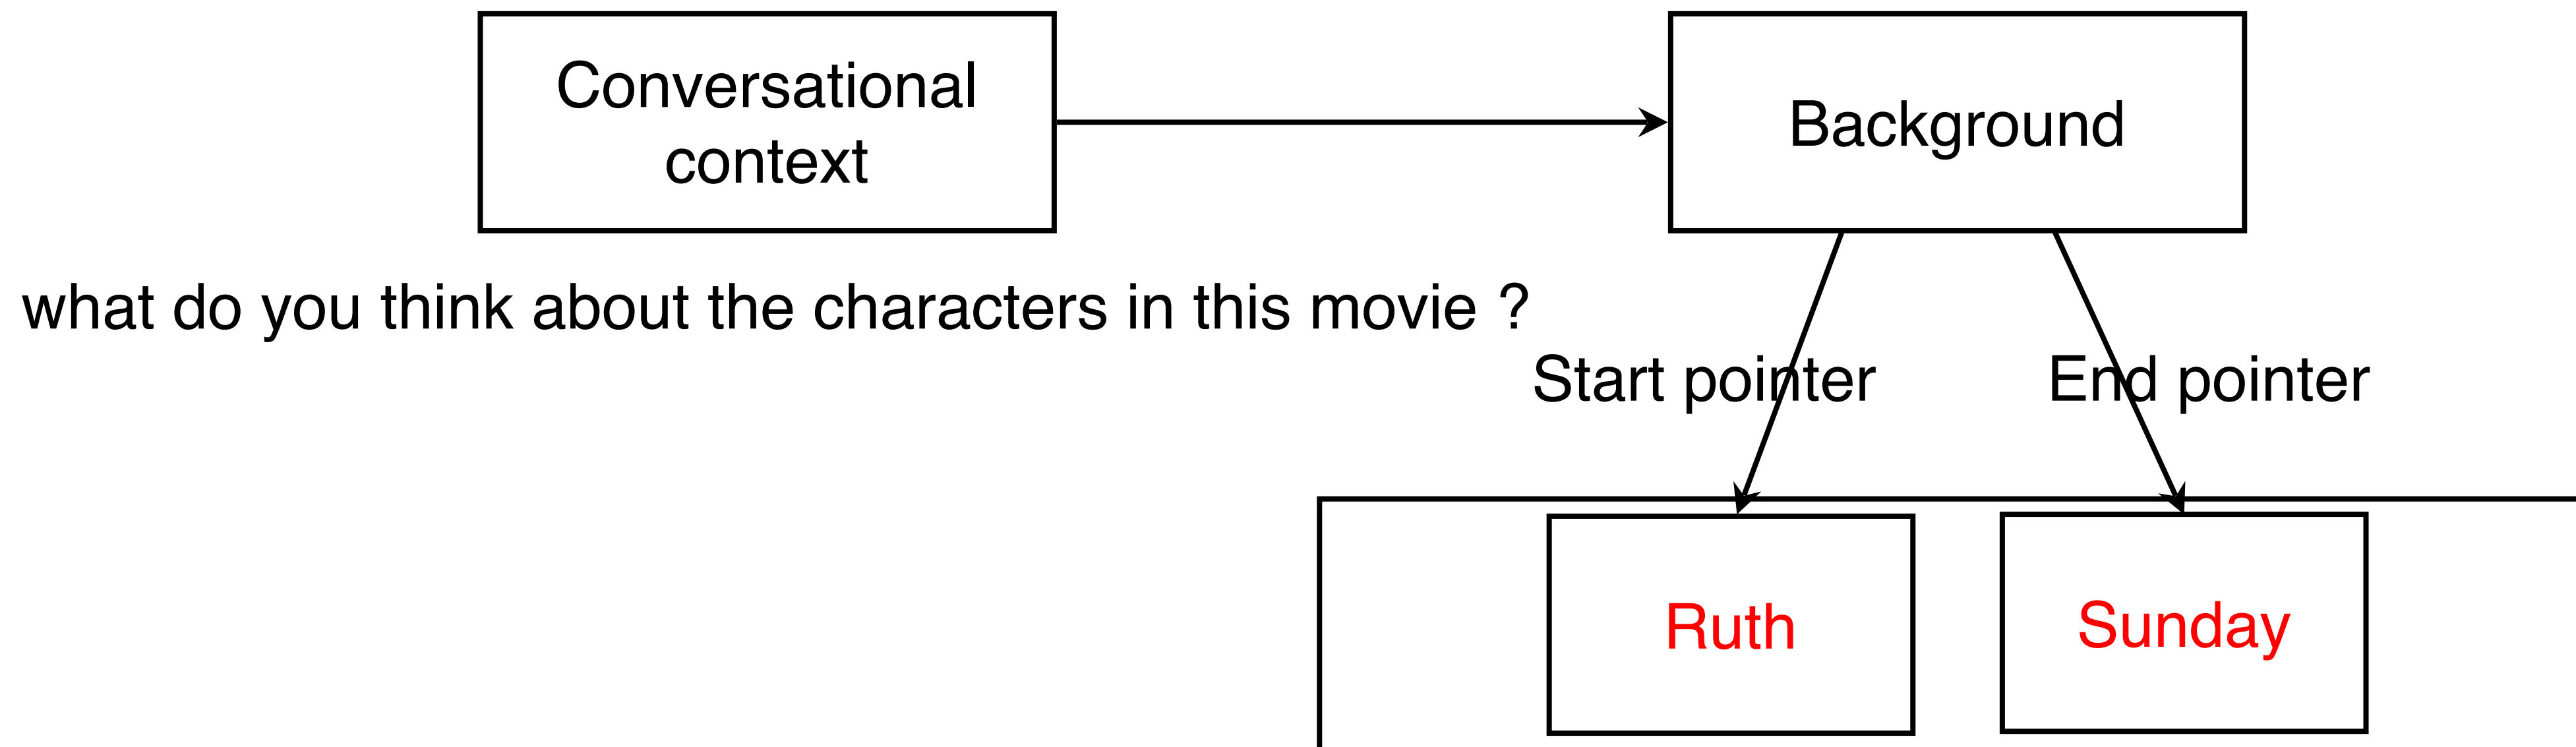 Conversational
context
Background
what do you think about the characters in this movie ?
Start pointer
End pointer
Ruth
Sunday